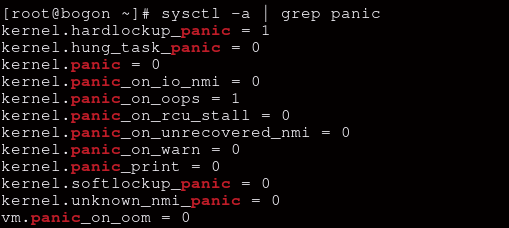 [root@bogon ~]# sysctl -a | grep panic
kernel.hardlockup_panic = 1
kernel.hung_task_panic = 0
kernel.panic = 0
kernel.panic_on_io_nmi = 0
kernel.panic_on_oops = 1
kernel.panic_on_rcu_stall = 0
kernel.panic_on_unrecovered_nmi = 0
kernel.panic_on_warn = 0
kernel.panic_print = 0
kernel.softlockup_panic = 0
kernel.unknown_nmi_panic = 0
vm.panic_on_oom = 0